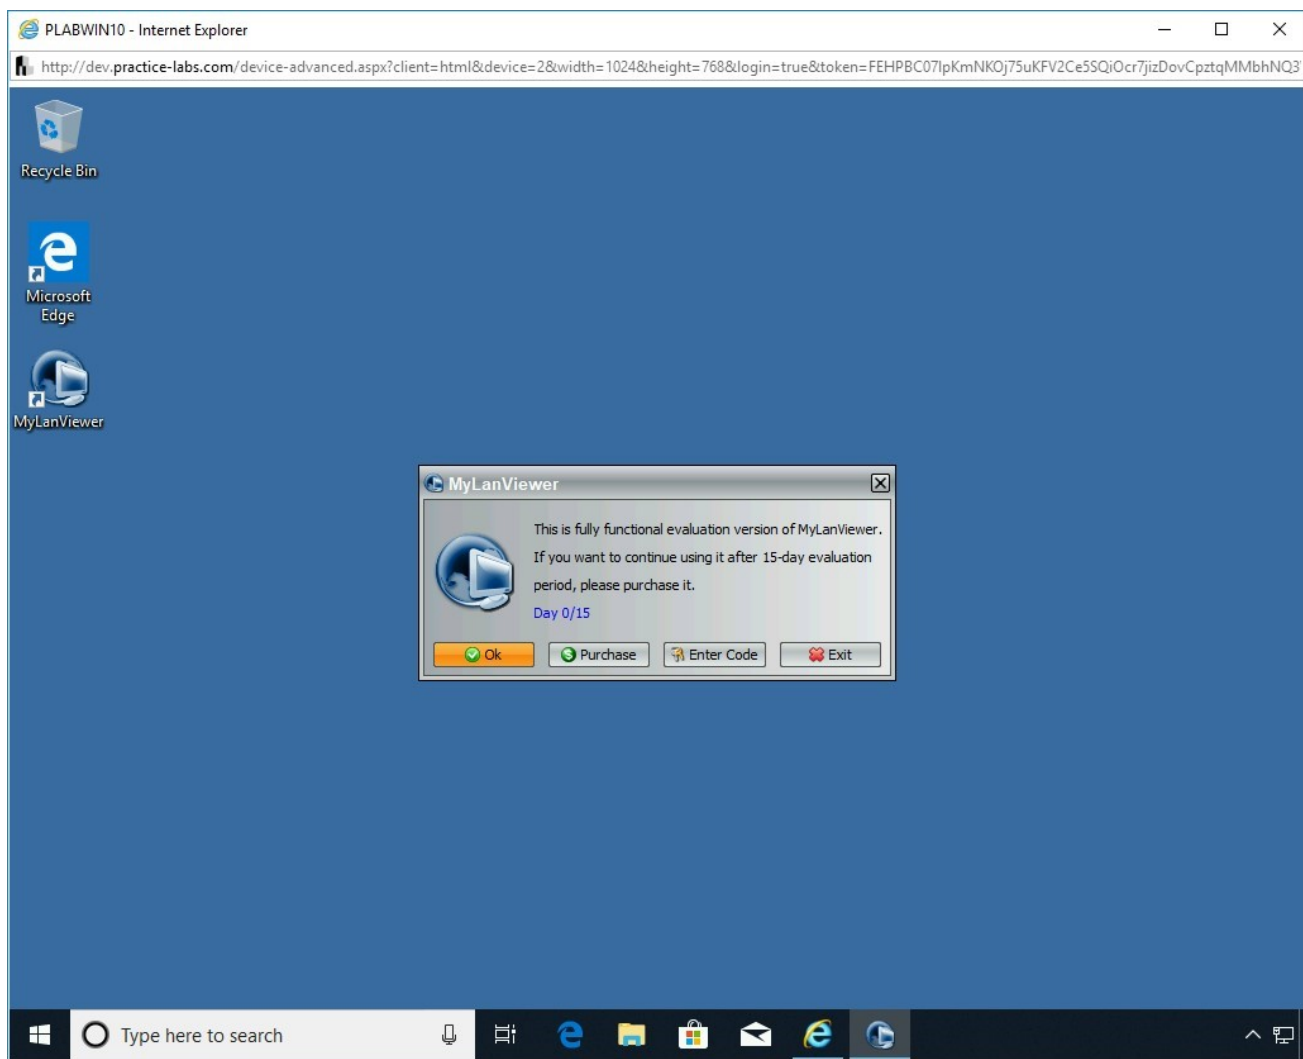 PLABWIN10 - Internet Explorer
http://dev.practice-labs.com/device-advanced.aspx?client=html&device=2&width=1024&height=768&login=true&token=FEHPBC07IpKmNKOj75uKFV2Ce5SQiOcr7jizDovCpztqMMbhNQ3
Recycle Bin
Microsoft
Edge
MyLanViewer
MyLanViewer
This is fully functional evaluation version of MyLanViewer.
If you want to continue using it after 15-day evaluation
period, please purchase it.
Day 0/15
Ok Purchase Enter Code Exit
Type here to search